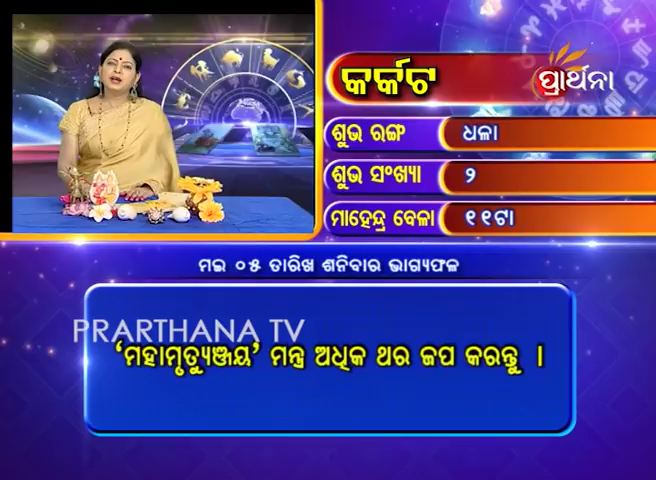 କର୍କଟ
ପ୍ରାର୍ଥନା
ଶୁଭ ରଙ୍ଗ ଧଳା
ଶୁଭ ସଂଖ୍ୟା ୨
ମାହେନ୍ଦ୍ର ବେଳା ୧୧ଟା
ମଇ ୦୫ ତାରିଖ ଶନିବାର ଭାଗ୍ୟଫଳ
PRARTHANA TV
‘ମହାମୃତ୍ୟୁଞ୍ଜୟ’ ମନ୍ତ୍ର ଅଧିକ ଥର ଜପ କରନ୍ତୁ ।